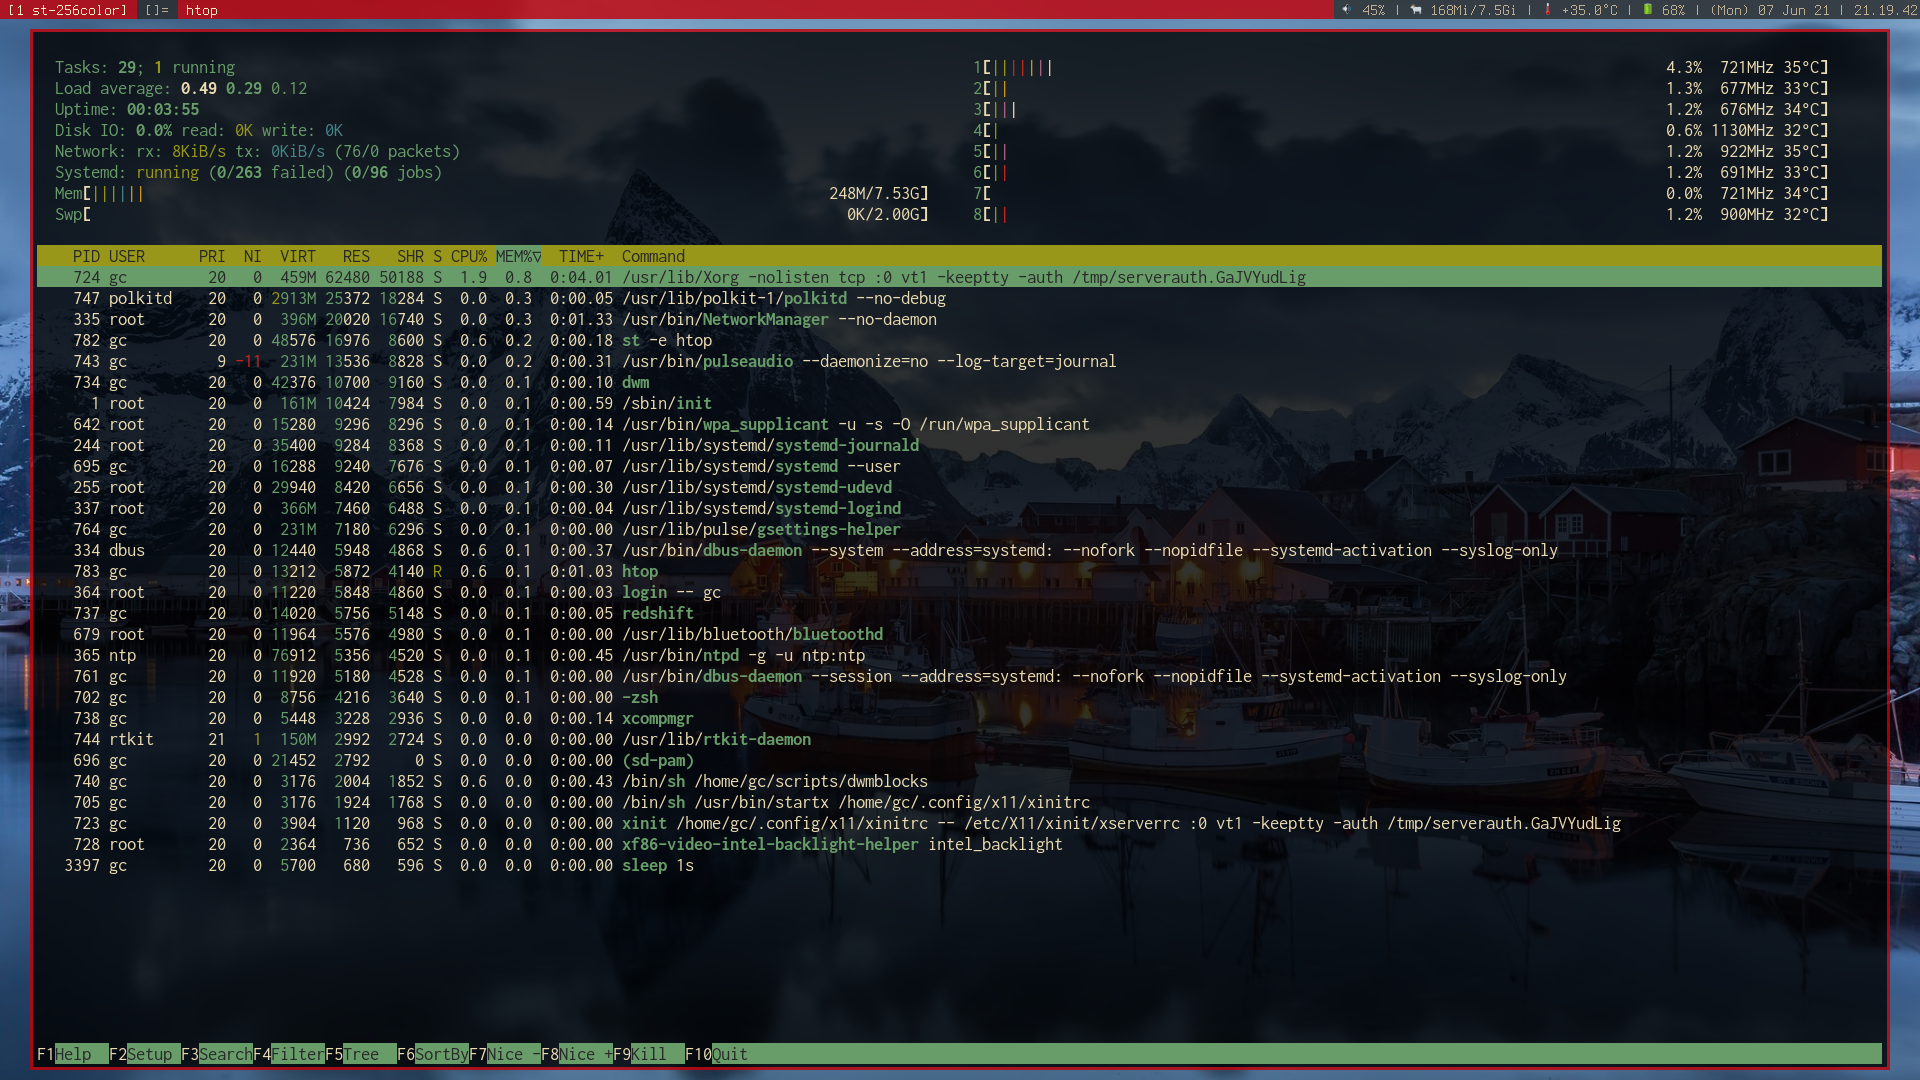 [1 st-256color] []= htop 45% | 168Mi/7.5Gi | +35.0°C | 68% | (Mon) 07 Jun 21 | 21.19.42
Tasks: 29; 1 running
Load average: 0.49 0.29 0.12
Uptime: 00:03:55
Disk IO: 0.0% read: 0K write: 0K
Network: rx: 8KiB/s tx: 0KiB/s (76/0 packets)
Systemd: running (0/263 failed) (0/96 jobs)
Mem[|||||| 248M/7.53G]
Swp[ 0K/2.00G]
1[||||||| 4.3% 721MHz 35°C]
2[|| 1.3% 677MHz 33°C]
3[||| 1.2% 676MHz 34°C]
4[| 0.6% 1130MHz 32°C]
5[|| 1.2% 922MHz 35°C]
6[|| 1.2% 691MHz 33°C]
7[ 0.0% 721MHz 34°C]
8[|| 1.2% 900MHz 32°C]
PID USER PRI NI VIRT RES SHR S CPU% MEM%▽ TIME+ Command
724 gc 20 0 459M 62480 50188 S 1.9 0.8 0:04.01 /usr/lib/Xorg -nolisten tcp :0 vt1 -keeptty -auth /tmp/serverauth.GaJVYudLig
747 polkitd 20 0 2913M 25372 18284 S 0.0 0.3 0:00.05 /usr/lib/polkit-1/polkitd --no-debug
335 root 20 0 396M 20020 16740 S 0.0 0.3 0:01.33 /usr/bin/NetworkManager --no-daemon
782 gc 20 0 48576 16976 8600 S 0.6 0.2 0:00.18 st -e htop
743 gc 9 -11 231M 13536 8828 S 0.0 0.2 0:00.31 /usr/bin/pulseaudio --daemonize=no --log-target=journal
734 gc 20 0 42376 10700 9160 S 0.0 0.1 0:00.10 dwm
1 root 20 0 161M 10424 7984 S 0.0 0.1 0:00.59 /sbin/init
642 root 20 0 15280 9296 8296 S 0.0 0.1 0:00.14 /usr/bin/wpa_supplicant -u -s -O /run/wpa_supplicant
244 root 20 0 35400 9284 8368 S 0.0 0.1 0:00.11 /usr/lib/systemd/systemd-journald
695 gc 20 0 16288 9240 7676 S 0.0 0.1 0:00.07 /usr/lib/systemd/systemd --user
255 root 20 0 29940 8420 6656 S 0.0 0.1 0:00.30 /usr/lib/systemd/systemd-udevd
337 root 20 0 366M 7460 6488 S 0.0 0.1 0:00.04 /usr/lib/systemd/systemd-logind
764 gc 20 0 231M 7180 6296 S 0.0 0.1 0:00.00 /usr/lib/pulse/gsettings-helper
334 dbus 20 0 12440 5948 4868 S 0.6 0.1 0:00.37 /usr/bin/dbus-daemon --system --address=systemd: --nofork --nopidfile --systemd-activation --syslog-only
783 gc 20 0 13212 5872 4140 R 0.6 0.1 0:01.03 htop
364 root 20 0 11220 5848 4860 S 0.0 0.1 0:00.03 login -- gc
737 gc 20 0 14020 5756 5148 S 0.0 0.1 0:00.05 redshift
679 root 20 0 11964 5576 4980 S 0.0 0.1 0:00.00 /usr/lib/bluetooth/bluetoothd
365 ntp 20 0 76912 5356 4520 S 0.0 0.1 0:00.45 /usr/bin/ntpd -g -u ntp:ntp
761 gc 20 0 11920 5180 4528 S 0.0 0.1 0:00.00 /usr/bin/dbus-daemon --session --address=systemd: --nofork --nopidfile --systemd-activation --syslog-only
702 gc 20 0 8756 4216 3640 S 0.0 0.1 0:00.00 -zsh
738 gc 20 0 5448 3228 2936 S 0.0 0.0 0:00.14 xcompmgr
744 rtkit 21 1 150M 2992 2724 S 0.0 0.0 0:00.00 /usr/lib/rtkit-daemon
696 gc 20 0 21452 2792 0 S 0.0 0.0 0:00.00 (sd-pam)
740 gc 20 0 3176 2004 1852 S 0.6 0.0 0:00.43 /bin/sh /home/gc/scripts/dwmblocks
705 gc 20 0 3176 1924 1768 S 0.0 0.0 0:00.00 /bin/sh /usr/bin/startx /home/gc/.config/x11/xinitrc
723 gc 20 0 3904 1120 968 S 0.0 0.0 0:00.00 xinit /home/gc/.config/x11/xinitrc -- /etc/X11/xinit/xserverrc :0 vt1 -keeptty -auth /tmp/serverauth.GaJVYudLig
728 root 20 0 2364 736 652 S 0.0 0.0 0:00.00 xf86-video-intel-backlight-helper intel_backlight
3397 gc 20 0 5700 680 596 S 0.0 0.0 0:00.00 sleep 1s
F1Help F2Setup F3SearchF4FilterF5Tree F6SortByF7Nice -F8Nice +F9Kill F10Quit